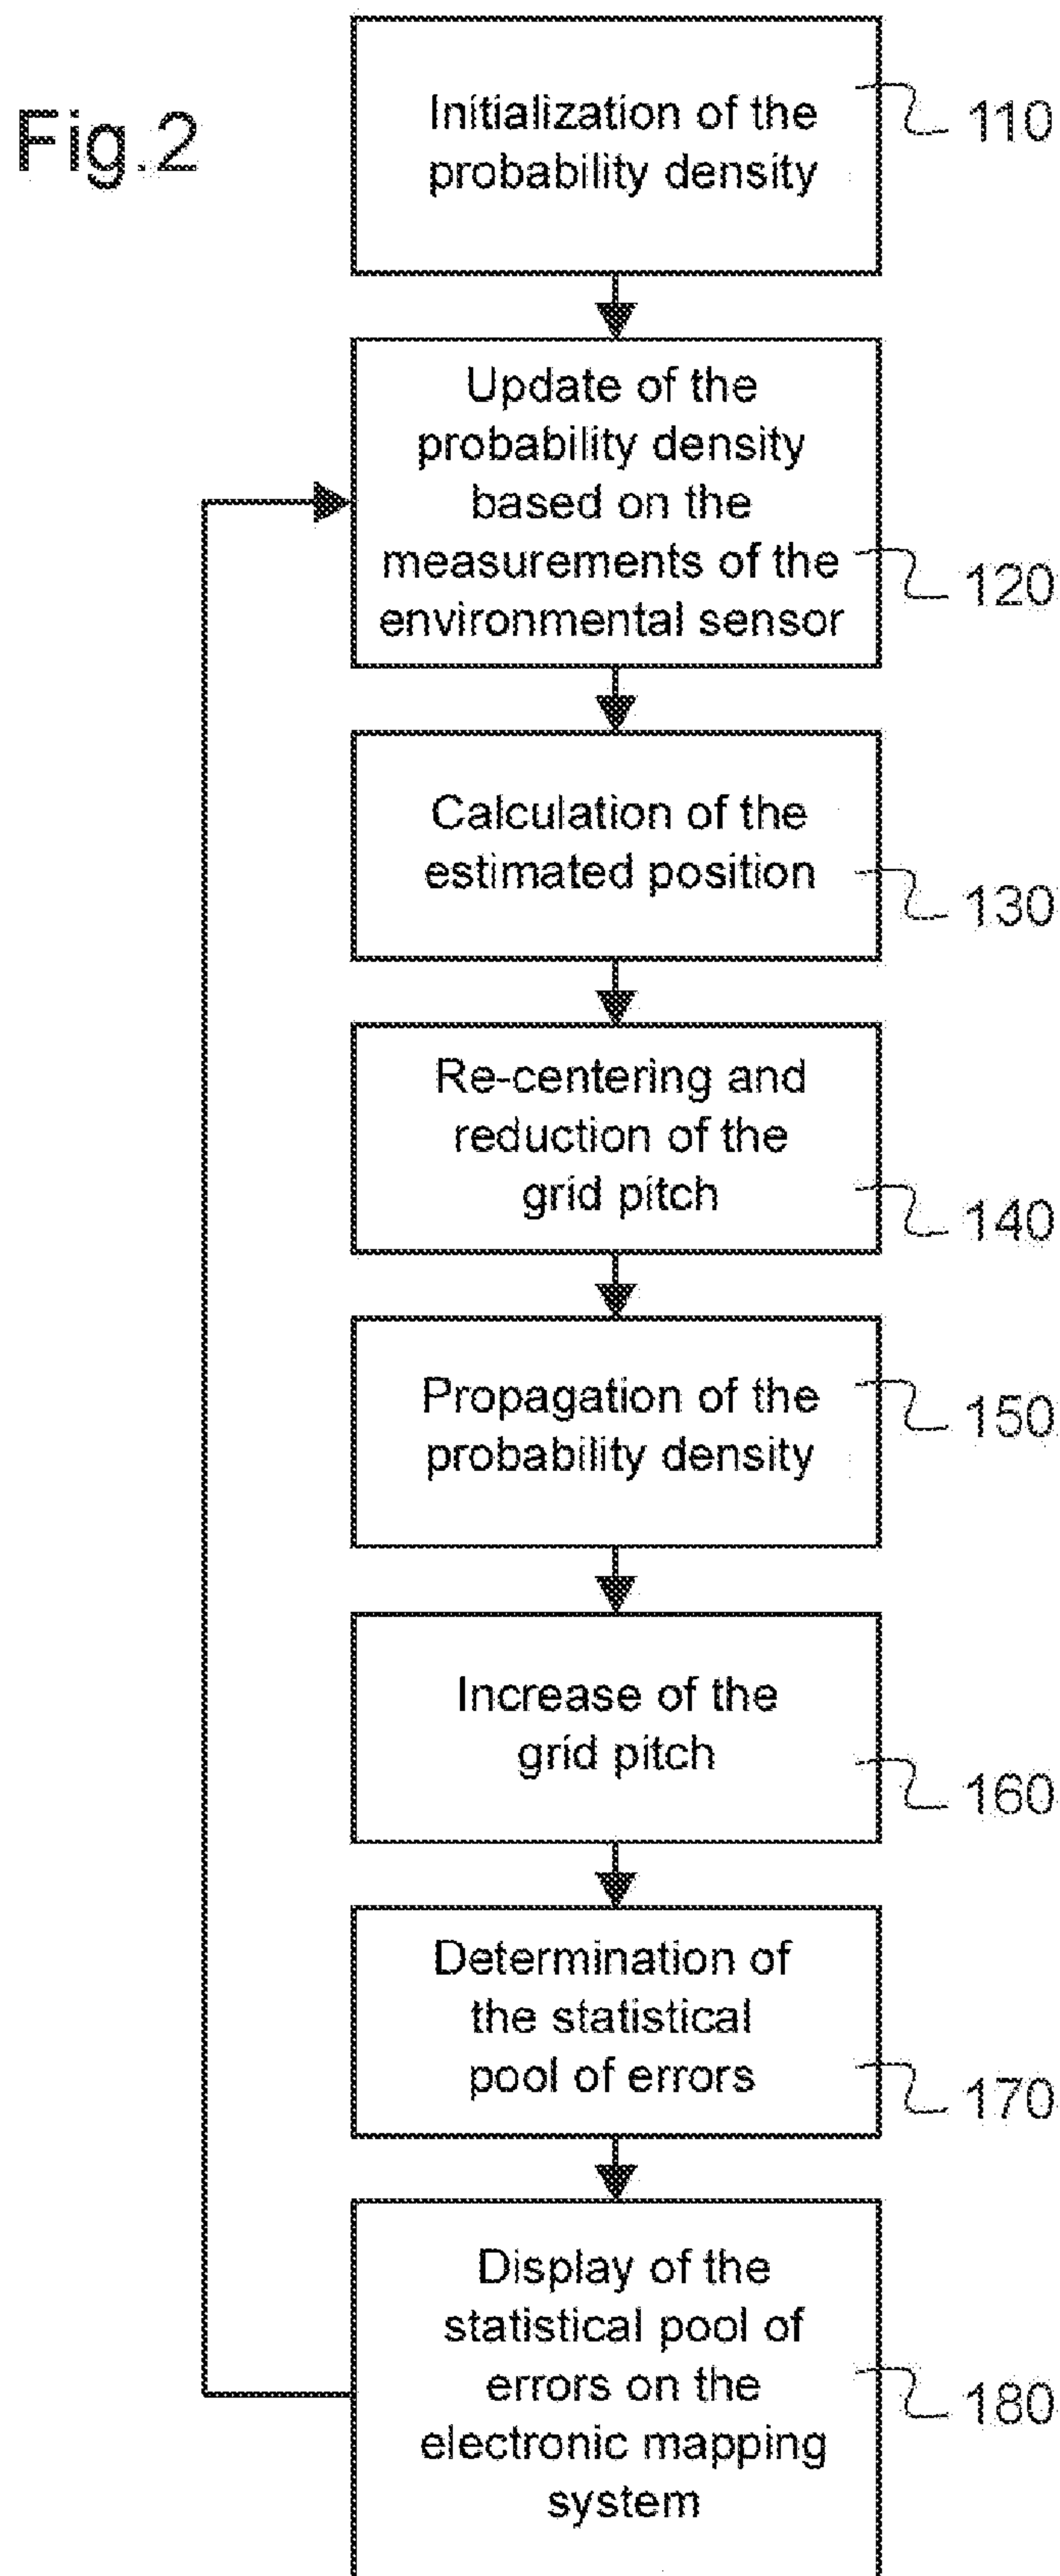 Fig.2
Initialization of the
probability density
110
Update of the
probability density
based on the
measurements of the
environmental sensor
120
Calculation of the
estimated position
130
Re-centering and
reduction of the
grid pitch
140
Propagation of the
probability density
150
Increase of the
grid pitch
160
Determination of
the statistical
pool of errors
170
Display of the
statistical pool of
errors on the
electronic mapping
system
180